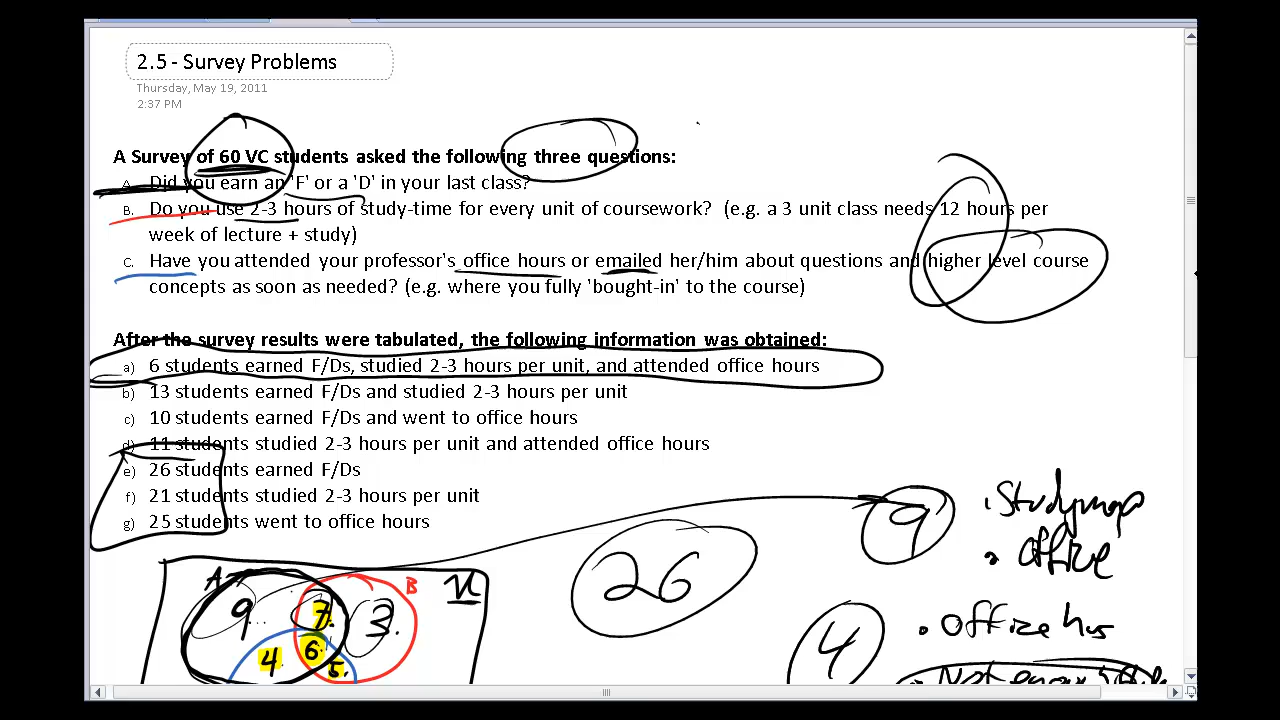 2.5 - Survey Problems
Thursday, May 19, 2011
2:37 PM
A Survey of 60 VC students asked the following three questions:
A. Did you earn an 'F' or a 'D' in your last class?
B. Do you use 2-3 hours of study-time for every unit of coursework? (e.g. a 3 unit class needs 12 hours per
week of lecture + study)
C. Have you attended your professor's office hours or emailed her/him about questions and higher level course
concepts as soon as needed? (e.g. where you fully 'bought-in' to the course)
After the survey results were tabulated, the following information was obtained:
a) 6 students earned F/Ds, studied 2-3 hours per unit, and attended office hours
b) 13 students earned F/Ds and studied 2-3 hours per unit
c) 10 students earned F/Ds and went to office hours
d) 11 students studied 2-3 hours per unit and attended office hours
e) 26 students earned F/Ds
f) 21 students studied 2-3 hours per unit
g) 25 students went to office hours
9
office
26
A B U
9 7. 3.
4 6. 5.
4
office hrs